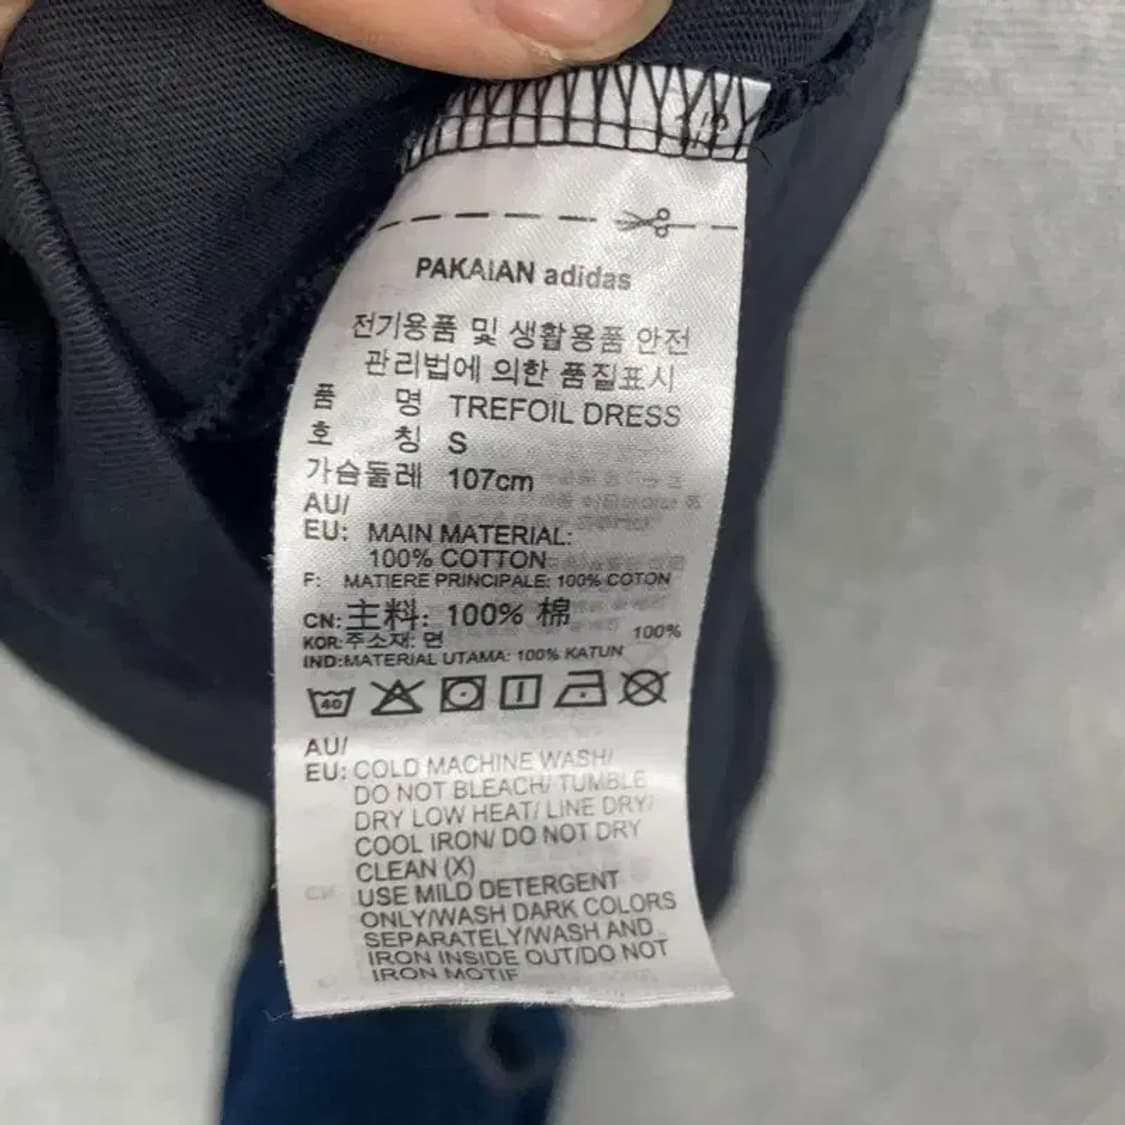 PAKAIAN adidas
전기용품 및 생활용품 안전
관리법에 의한 품질표시
품 명 TREFOIL DRESS
호 칭 S
가슴둘레 107cm
AU/
EU: MAIN MATERIAL:
100% COTTON
F: MATIERE PRINCIPALE: 100% COTON
CN: 主料: 100% 棉
KOR: 주소재: 면 100%
IND: MATERIAL UTAMA: 100% KATUN
40
AU/
EU: COLD MACHINE WASH/
DO NOT BLEACH/ TUMBLE
DRY LOW HEAT/ LINE DRY/
COOL IRON/ DO NOT DRY
CLEAN (X)
USE MILD DETERGENT
ONLY/WASH DARK COLORS
SEPARATELY/WASH AND
IRON INSIDE OUT/DO NOT
IRON MOTIF